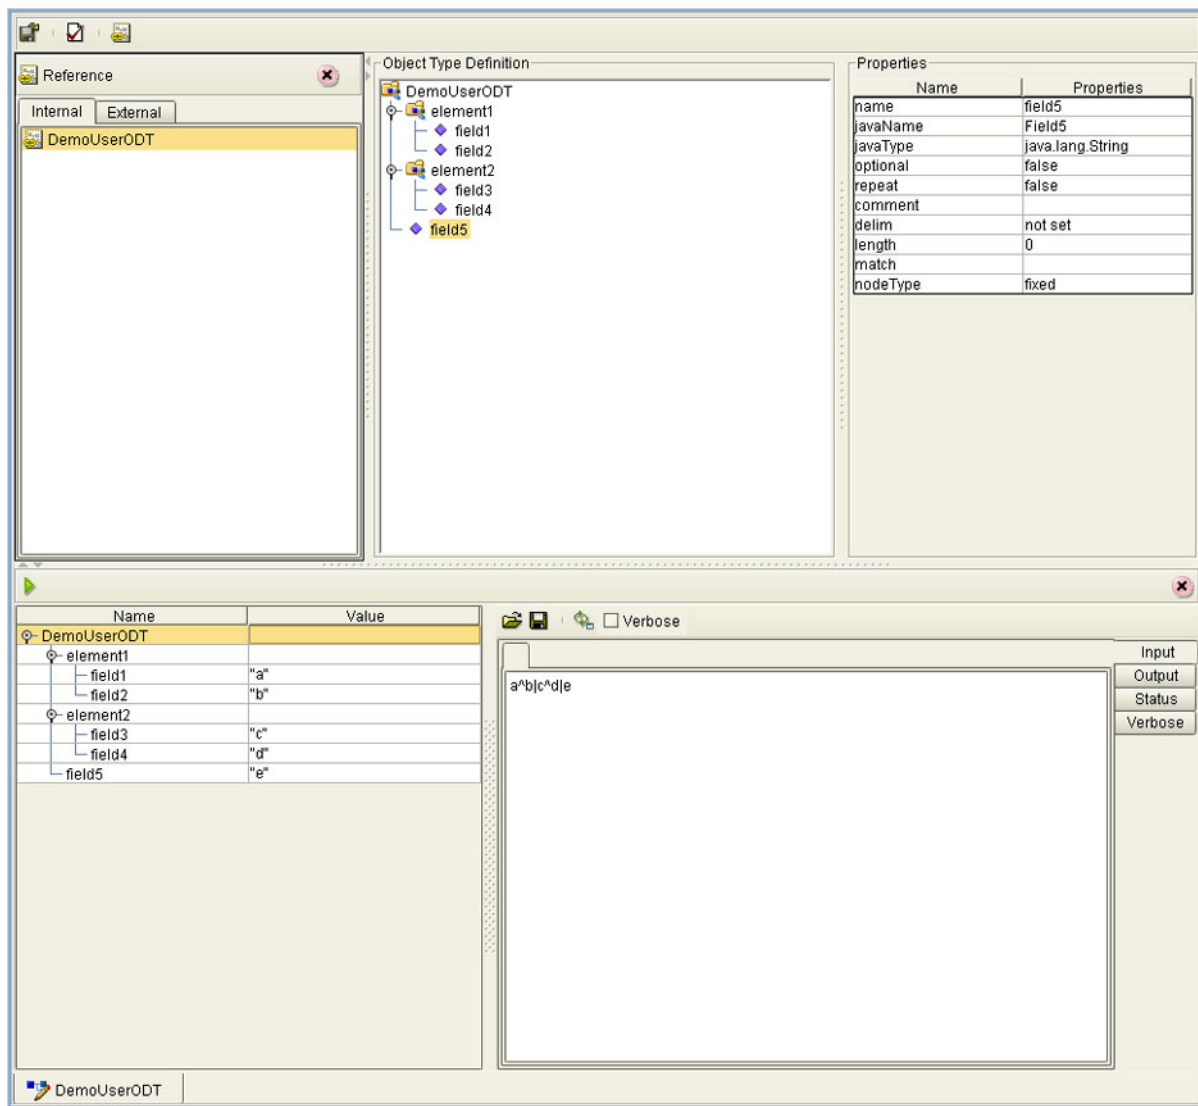 Reference
Internal External
DemoUserODT
Object Type Definition
DemoUserODT
element1
field1
field2
element2
field3
field4
field5
Properties
Name Properties
name field5
javaName Field5
javaType java.lang.String
optional false
repeat false
comment
delim not set
length 0
match
nodeType fixed
Name Value
DemoUserODT
element1
field1 "a"
field2 "b"
element2
field3 "c"
field4 "d"
field5 "e"
Verbose
a^b|c^d|e
Input
Output
Status
Verbose
DemoUserODT